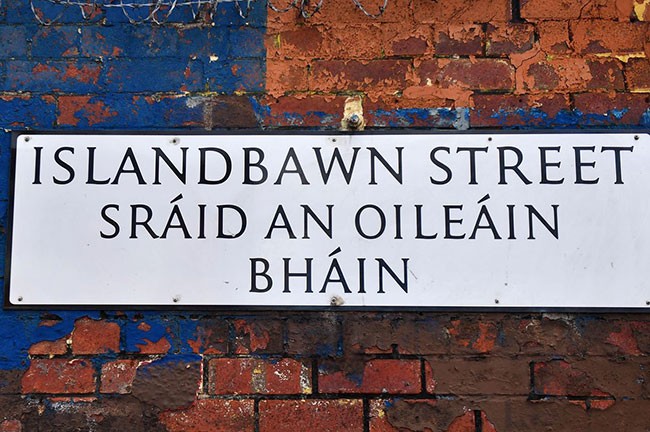 ISLANDBAWN STREET
SRÁID AN OILEÁIN
BHÁIN